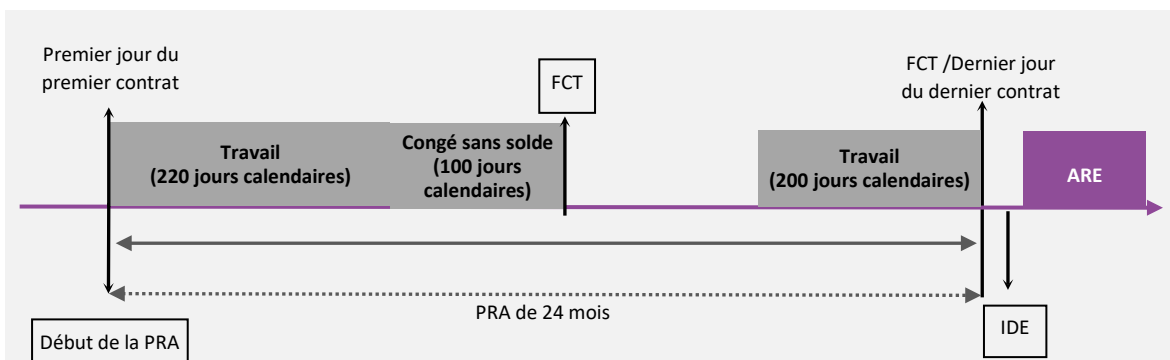 Premier jour du
premier contrat
FCT
FCT /Dernier jour
du dernier contrat
Travail
(220 jours calendaires)
Congé sans solde
(100 jours
calendaires)
Travail
(200 jours calendaires)
ARE
PRA de 24 mois
Début de la PRA
IDE